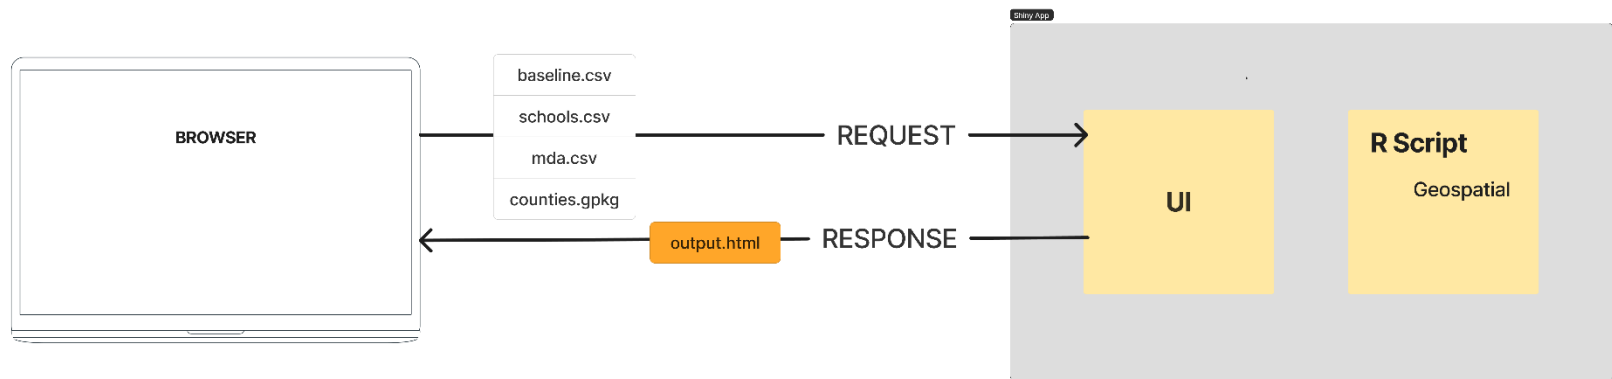 Shiny App
BROWSER
baseline.csv
schools.csv
mda.csv
counties.gpkg
REQUEST
output.html
RESPONSE
UI
R Script
Geospatial